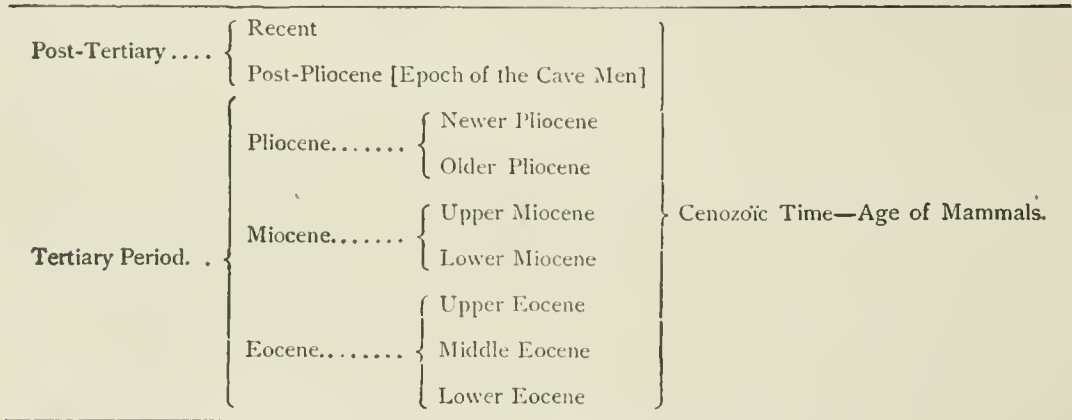 Recent
Post-Tertiary ....
Post-Pliocene [Epoch of the Cave Men]
Newer Pliocene
Pliocene.......
Older Pliocene
Upper Miocene
Miocene.......
Cenozoïc Time—Age of Mammals.
Lower Miocene
Tertiary Period. .
Upper Eocene
Eocene........
Middle Eocene
Lower Eocene